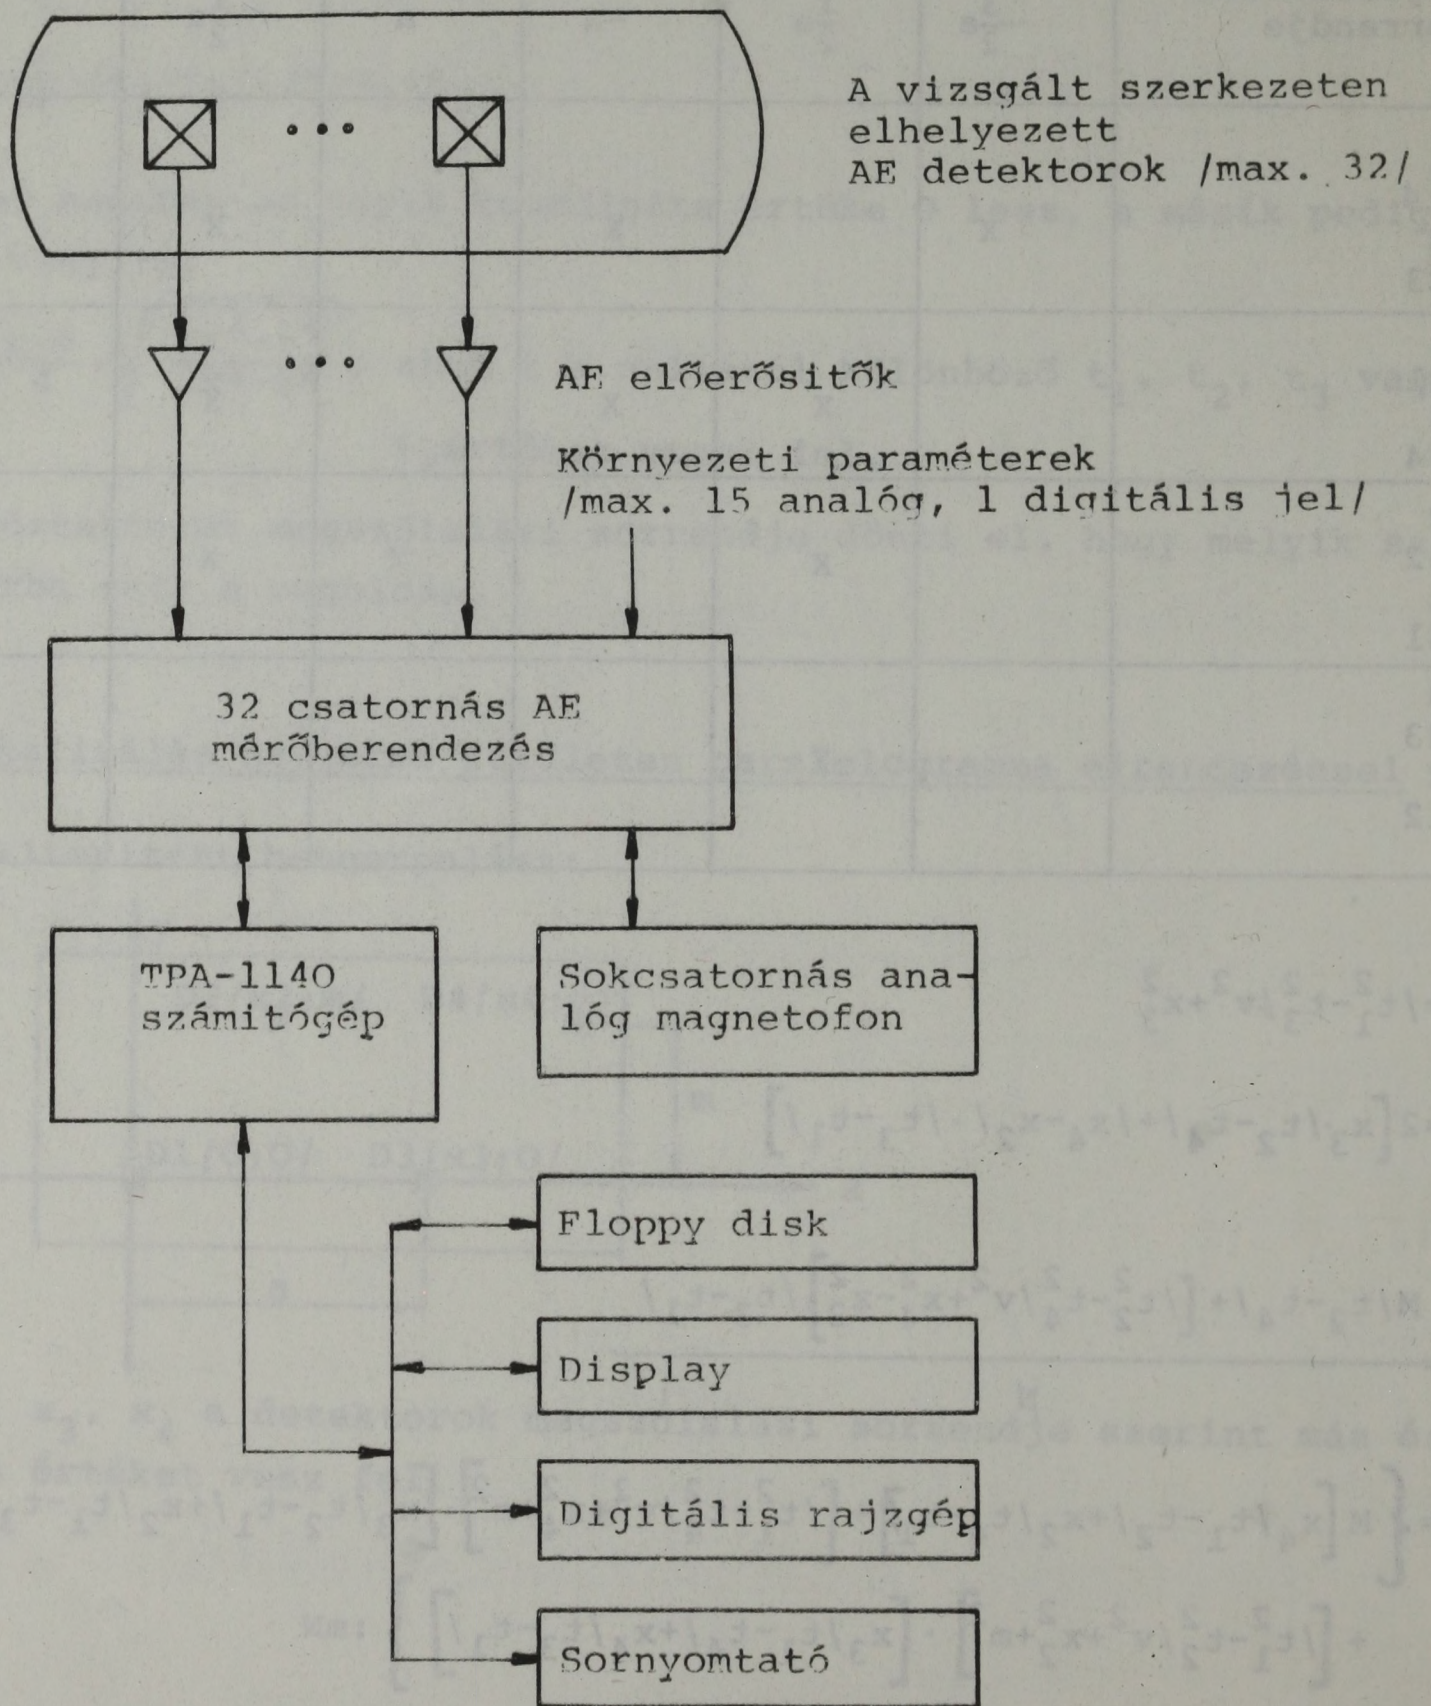 A vizsgált szerkezeten
elhelyezett
AE detektorok /max. 32/
AE előerősitők
Környezeti paraméterek
/max. 15 analóg, 1 digitális jel/
32 csatornás AE
mérőberendezés
TPA-1140
számitógép
Sokcsatornás ana-
lóg magnetofon
Floppy disk
Display
Digitális rajzgép
Sornyomtató